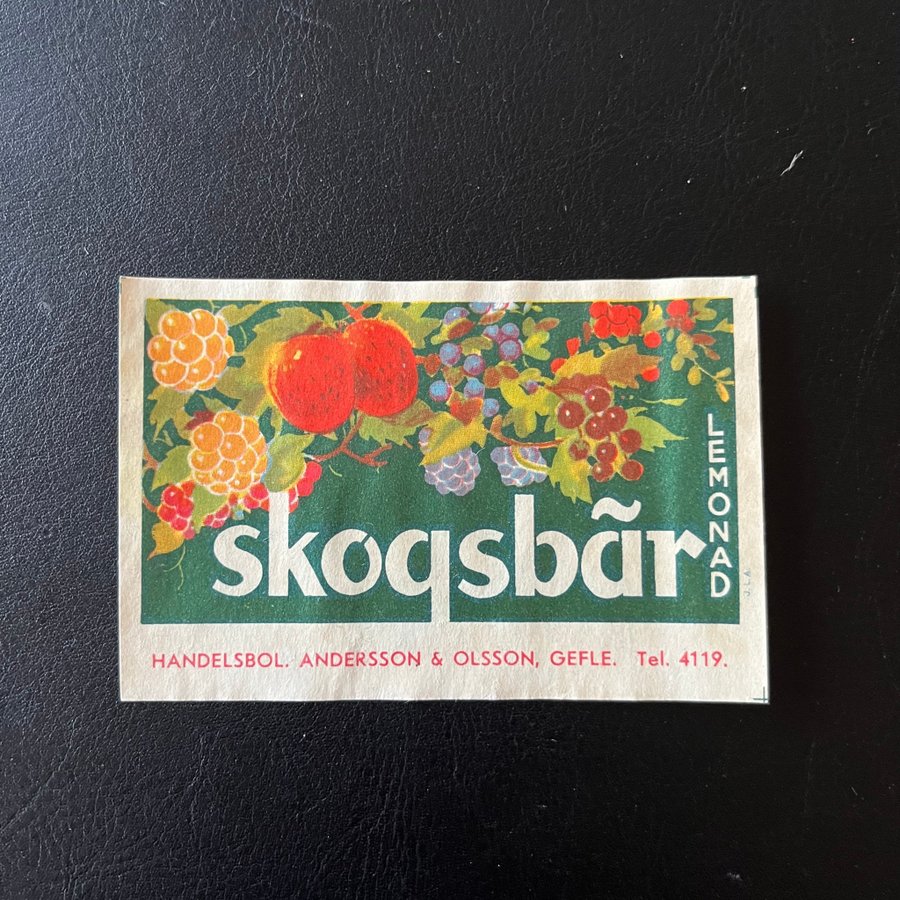 skogsbär
LEMONAD
J.L.A
HANDELSBOL. ANDERSSON & OLSSON, GEFLE. Tel. 4119.